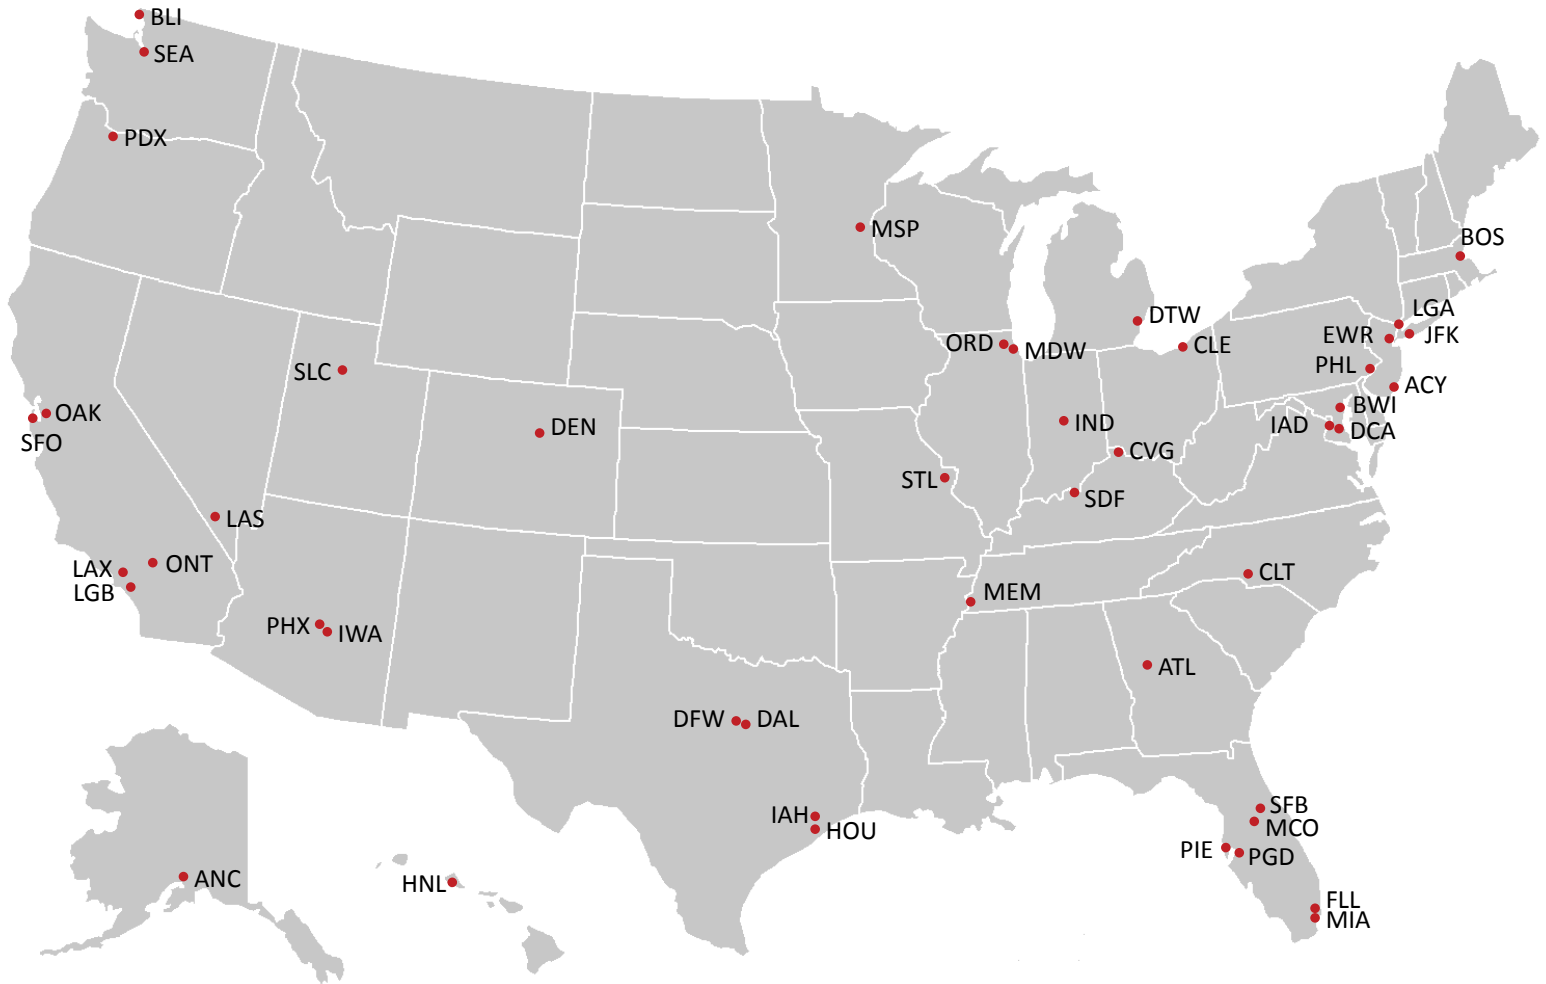 BLI
SEA
PDX
MSP
BOS
LGA
DTW
EWR
JFK
ORD
MDW
CLE
PHL
SLC
ACY
OAK
BWI
SFO
DEN
IND
IAD
DCA
CVG
STL
SDF
LAS
ONT
LAX
CLT
LGB
MEM
PHX
IWA
ATL
DFW
DAL
SFB
IAH
HOU
MCO
PIE
PGD
ANC
HNL
FLL
MIA